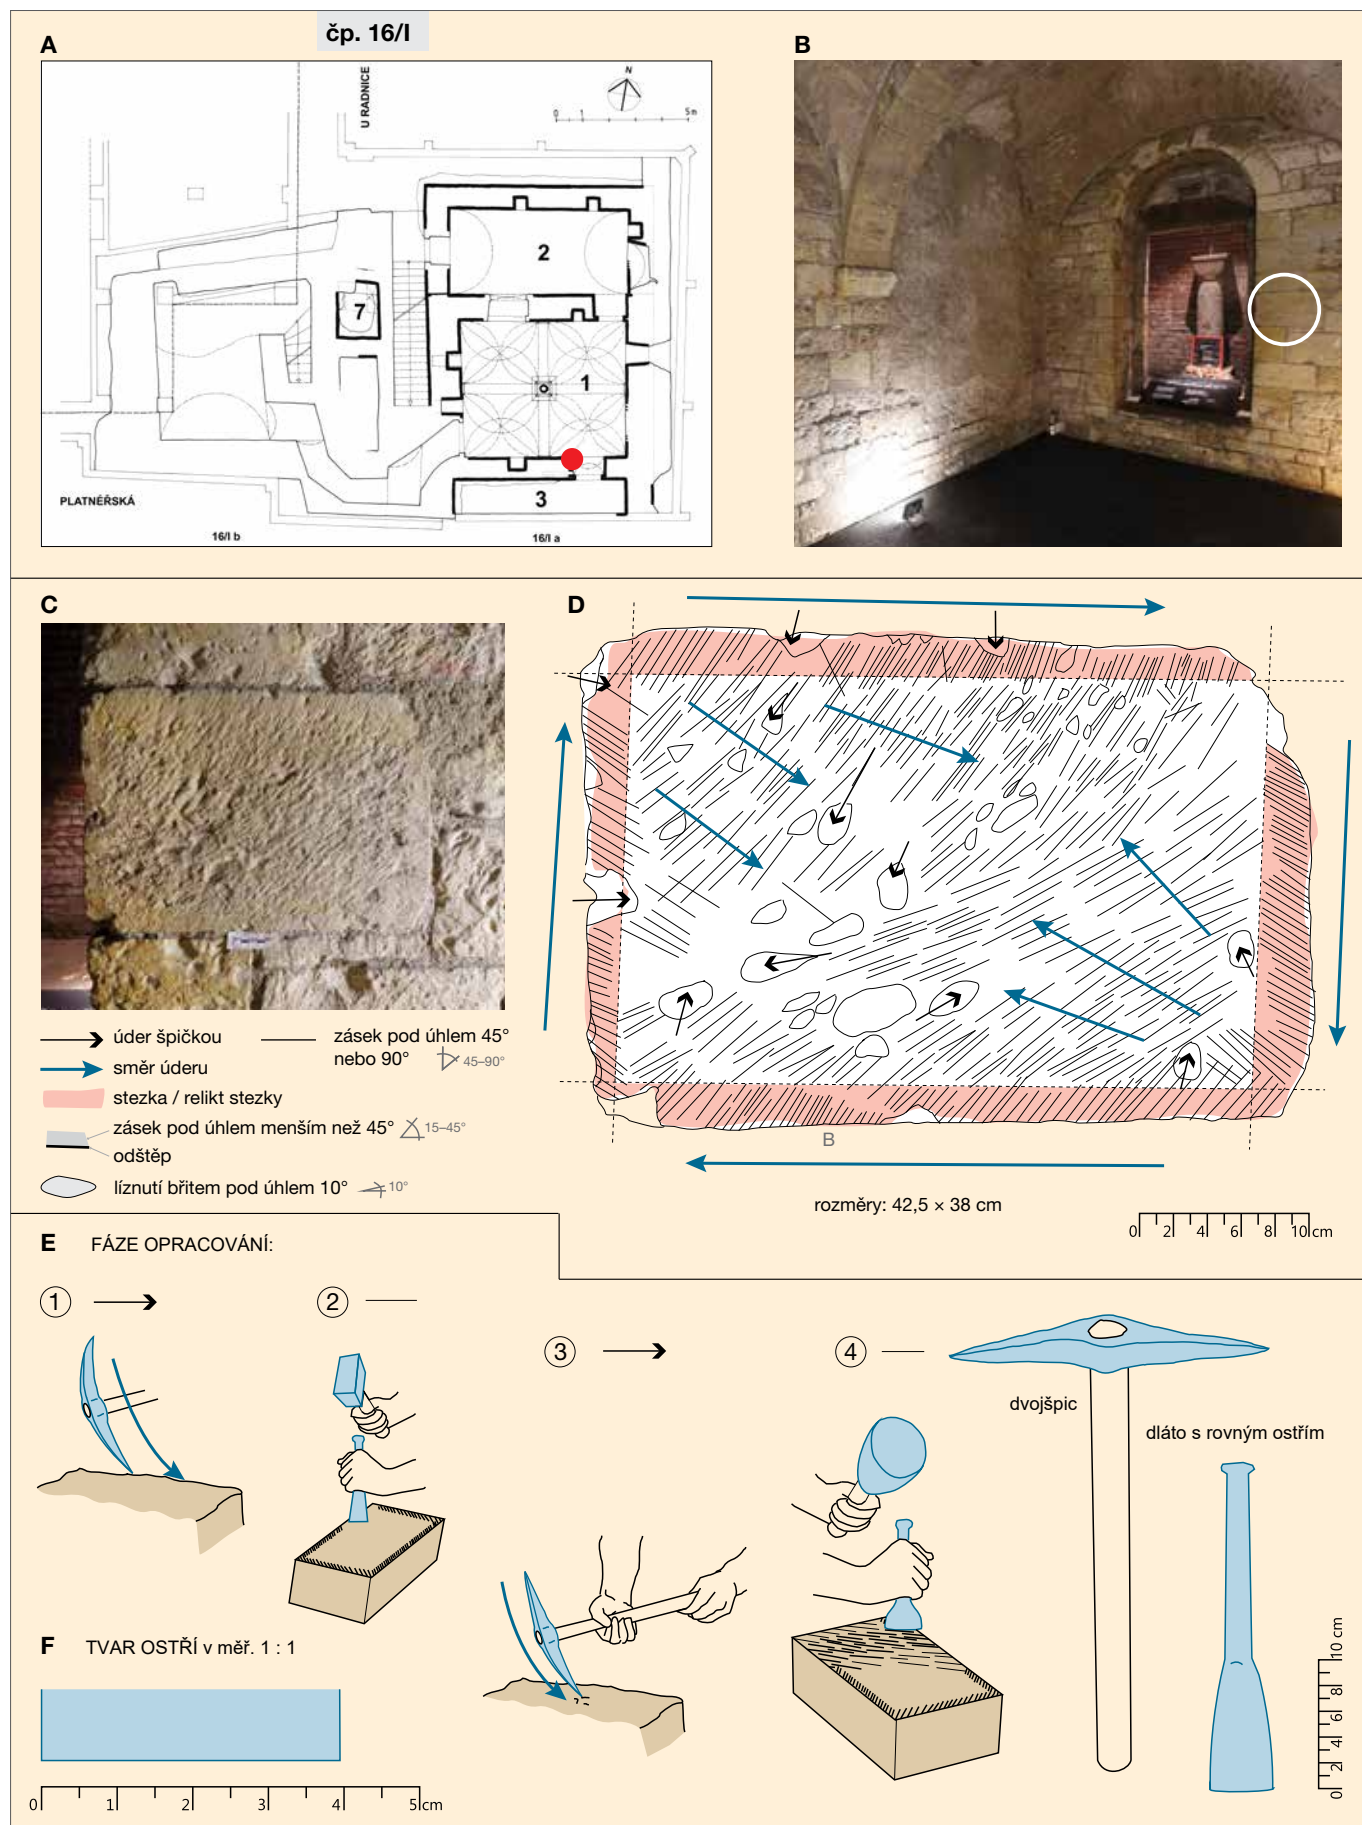 čp. 16/I
A
U RADNICE
N
0 1 5m
2
7
1
3
PLATNÉŘSKÁ
16/I b
16/I a
B
C
úder špičkou
směr úderu
stezka / relikt stezky
zásek pod úhlem menším než 45° 15–45°
odštěp
líznutí břitem pod úhlem 10° 10°
zásek pod úhlem 45°
nebo 90° 45–90°
D
B
rozměry: 42,5 × 38 cm
0 2 4 6 8 10 cm
E FÁZE OPRACOVÁNÍ:
1
2
3
4
dvojšpic
dláto s rovným ostřím
0 2 4 6 8 10 cm
F TVAR OSTŘÍ v měř. 1 : 1
0 1 2 3 4 5 cm